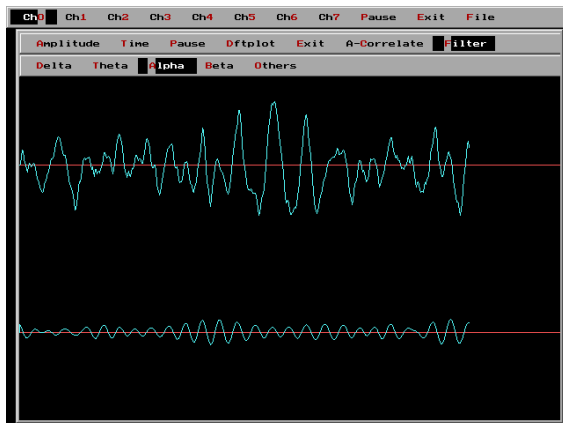 Ch0 Ch1 Ch2 Ch3 Ch4 Ch5 Ch6 Ch7 Pause Exit File
Amplitude Time Pause Dftplot Exit A-Correlate Filter
Delta Theta Alpha Beta Others